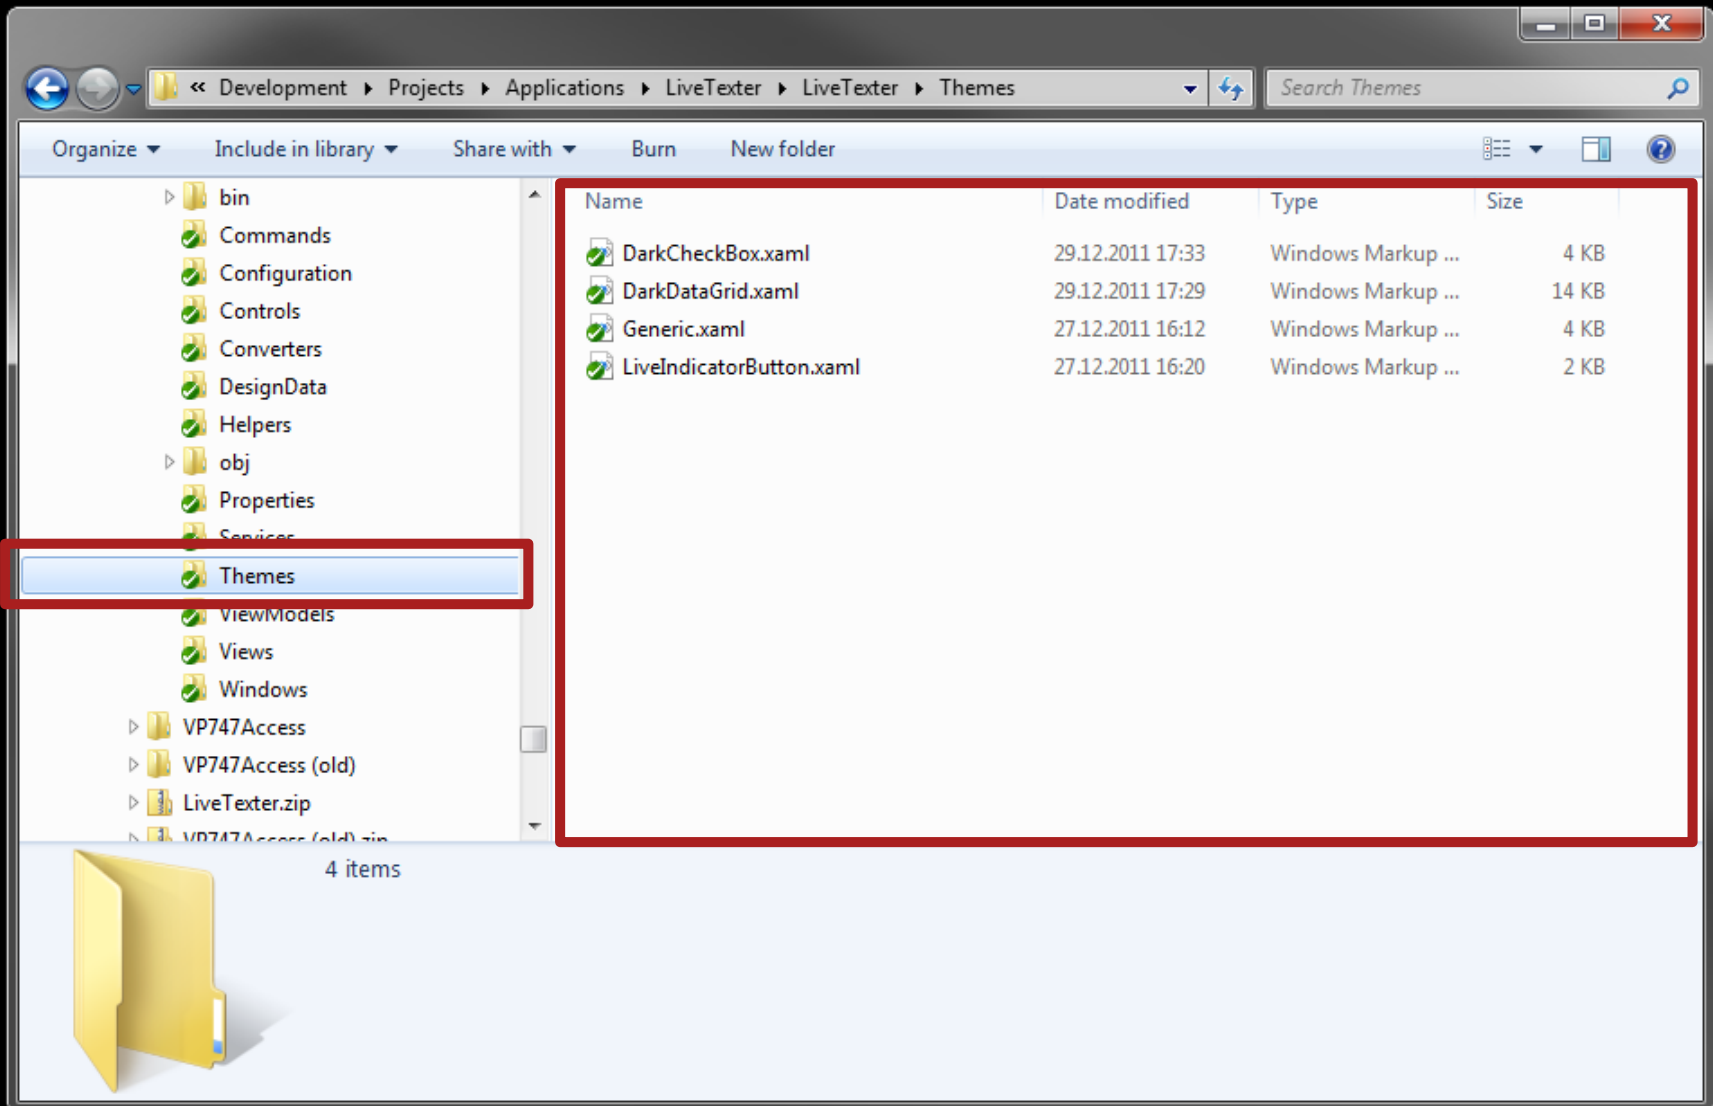 « Development ▸ Projects ▸ Applications ▸ LiveTexter ▸ LiveTexter ▸ Themes
Search Themes
Organize Include in library Share with Burn New folder
bin
Commands
Configuration
Controls
Converters
DesignData
Helpers
obj
Properties
Services
Themes
ViewModels
Views
Windows
VP747Access
VP747Access (old)
LiveTexter.zip
VP747Access (old).zip
Name Date modified Type Size
DarkCheckBox.xaml 29.12.2011 17:33 Windows Markup ... 4 KB
DarkDataGrid.xaml 29.12.2011 17:29 Windows Markup ... 14 KB
Generic.xaml 27.12.2011 16:12 Windows Markup ... 4 KB
LiveIndicatorButton.xaml 27.12.2011 16:20 Windows Markup ... 2 KB
4 items